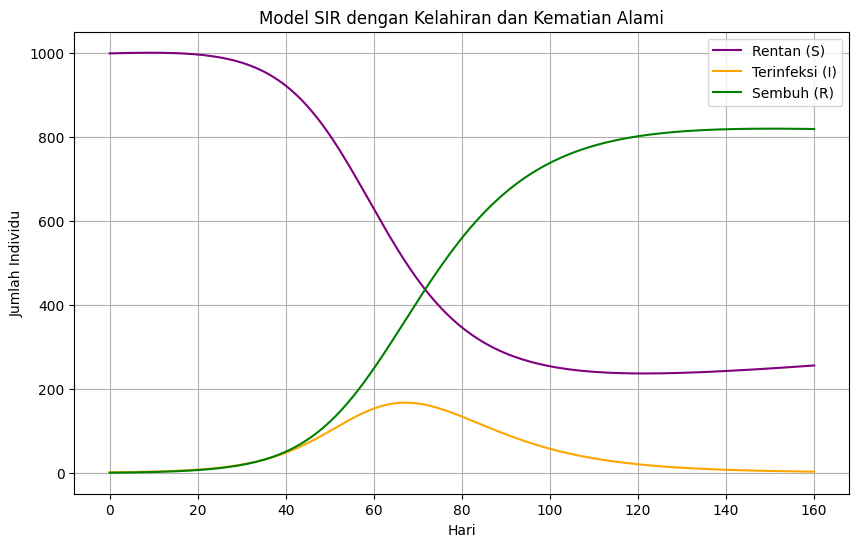 Model SIR dengan Kelahiran dan Kematian Alami
Rentan (S)
Terinfeksi (I)
Sembuh (R)
Jumlah Individu
1000
800
600
400
200
0
0 20 40 60 80 100 120 140 160
Hari